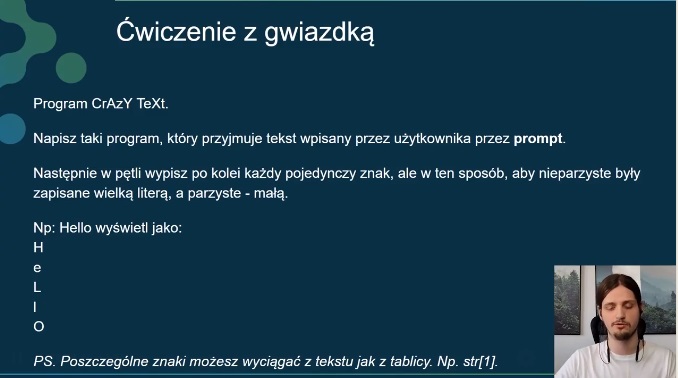 Ćwiczenie z gwiazdką
Program CrAzY TeXt.
Napisz taki program, który przyjmuje tekst wpisany przez użytkownika przez prompt.
Następnie w pętli wypisz po kolei każdy pojedynczy znak, ale w ten sposób, aby nieparzyste były
zapisane wielką literą, a parzyste - małą.
Np: Hello wyświetl jako:
H
e
L
l
O
PS. Poszczególne znaki możesz wyciągać z tekstu jak z tablicy. Np. str[1].